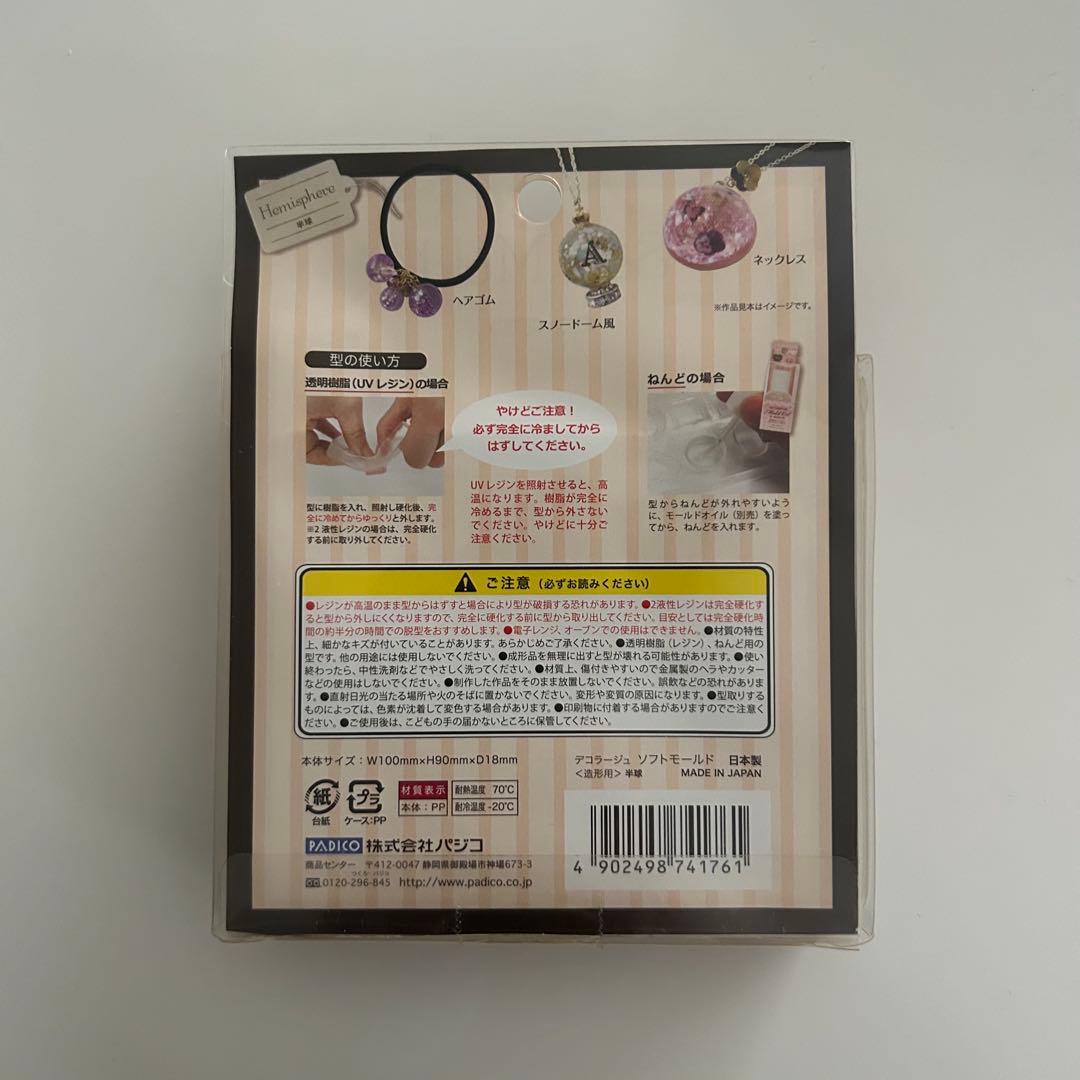 Hemisphere
半球
ヘアゴム
スノードーム風
ネックレス
※作品見本はイメージです。
型の使い方
透明樹脂(UVレジン)の場合
やけどご注意!
必ず完全に冷ましてから
はずしてください。
ねんどの場合
型に樹脂を入れ、照射し硬化後、完
全に冷めてからゆっくりと外します。
※2液性レジンの場合は、完全硬化
する前に取り外してください。
UVレジンを照射させると、高
温になります。樹脂が完全に
冷めるまで、型から外さない
でください。やけどに十分ご
注意ください。
型からねんどが外れやすいよう
に、モールドオイル(別売)を塗っ
てから、ねんどを入れます。
ご注意(必ずお読みください)
●レジンが高温のまま型からはずすと場合により型が破損する恐れがあります。●2液性レジンは完全硬化す
ると型から外しにくくなりますので、完全に硬化する前に型から取り出してください。目安としては完全硬化時
間の約半分の時間での脱型をおすすめします。●電子レンジ、オーブンでの使用はできません。●材質の特性
上、細かなキズが付いていることがあります。あらかじめご了承ください。●透明樹脂(レジン)、ねんど用の
型です。他の用途には使用しないでください。●成形品を無理に出すと型が壊れる可能性があります。●使い
終わったら、中性洗剤などでやさしく洗ってください。●材質上、傷付きやすいので金属製のヘラやカッター
などの使用はしないでください。●制作した作品をそのまま放置しないでください。誤飲などの恐れがありま
す。●直射日光の当たる場所や火のそばに置かないでください。変形や変質の原因になります。●型取りする
ものによっては、色素が沈着して変色する場合があります。●印刷物に付着する場合がありますのでご注意く
ださい。●ご使用後は、こどもの手の届かないところに保管してください。
本体サイズ:W100mm×H90mm×D18mm
デコラージュ ソフトモールド 日本製
<造形用>半球 MADE IN JAPAN
紙
台紙
プラ
ケース:PP
材質表示
本体:PP
耐熱温度 70℃
耐冷温度 -20℃
PADICO 株式会社パジコ
商品センター 〒412-0047 静岡県御殿場市神場673-3
つくろ・パジコ
0120-296-845 http://www.padico.co.jp
4 902498 741761
A